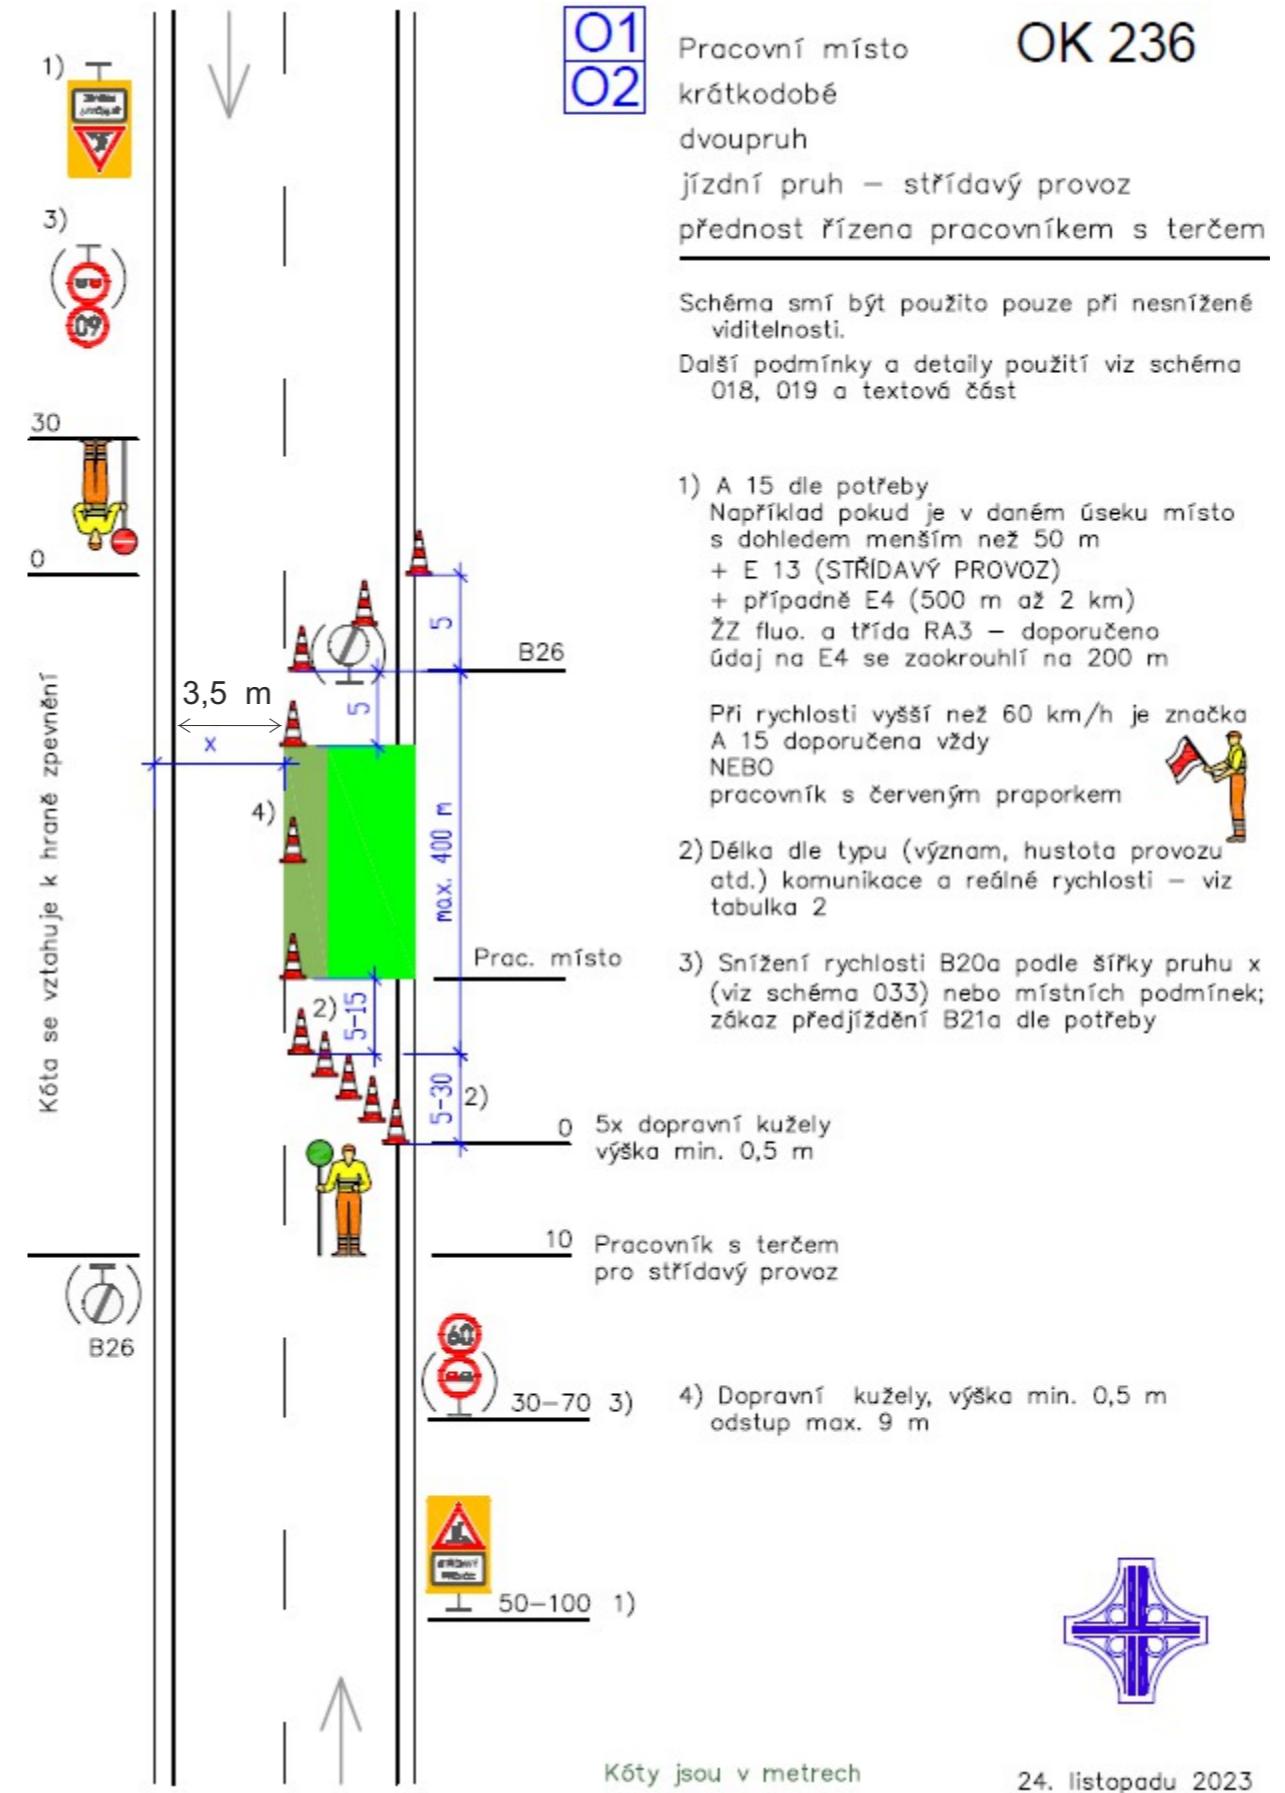 O1
O2
OK 236
Pracovní místo
krátkodobé
dvoupruh
jízdní pruh – střídavý provoz
přednost řízena pracovníkem s terčem
Schéma smí být použito pouze při nesnížené
viditelnosti.
Další podmínky a detaily použití viz schéma
018, 019 a textová část
1) A 15 dle potřeby
Například pokud je v daném úseku místo
s dohledem menším než 50 m
+ E 13 (STŘÍDAVÝ PROVOZ)
+ případně E4 (500 m až 2 km)
ŽZ fluo. a třída RA3 – doporučeno
údaj na E4 se zaokrouhlí na 200 m
Při rychlosti vyšší než 60 km/h je značka
A 15 doporučena vždy
NEBO
pracovník s červeným praporkem
2) Délka dle typu (význam, hustota provozu
atd.) komunikace a reálné rychlosti – viz
tabulka 2
3) Snížení rychlosti B20a podle šířky pruhu x
(viz schéma 033) nebo místních podmínek;
zákaz předjíždění B21a dle potřeby
4) Dopravní kužely, výška min. 0,5 m
odstup max. 9 m
1)
3)
60
30
0
Kóta se vztahuje k hraně zpevnění
3,5 m
x
4)
5
5
B26
max. 400 m
Prac. místo
2)
5–15
5–30
2)
0
5x dopravní kužely
výška min. 0,5 m
10
Pracovník s terčem
pro střídavý provoz
B26
60
30–70 3)
STŘÍDAVÝ
PROVOZ
50–100 1)
Kóty jsou v metrech
24. listopadu 2023